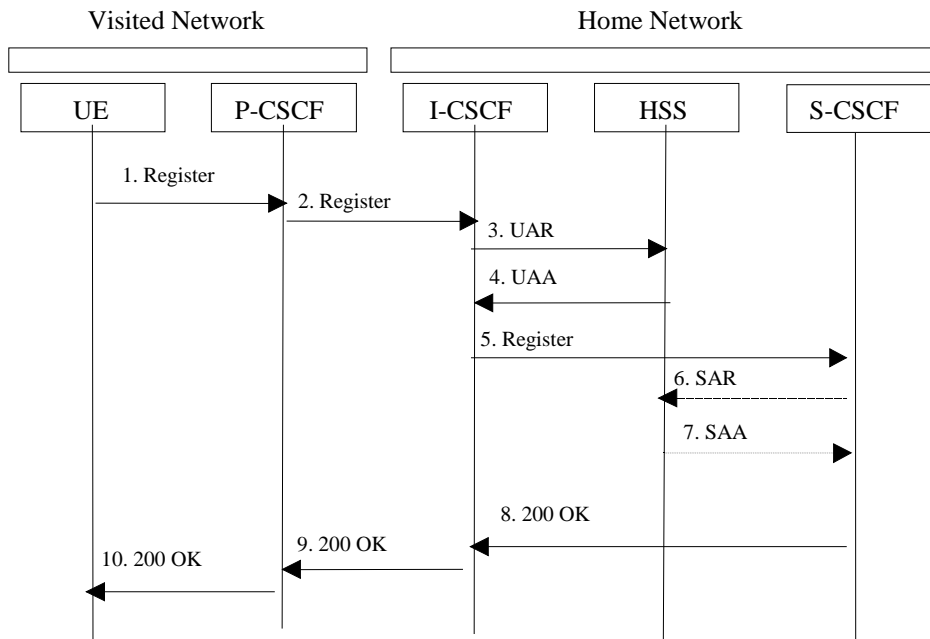 Visited Network
Home Network
UE
P-CSCF
I-CSCF
HSS
S-CSCF
1. Register
2. Register
3. UAR
4. UAA
5. Register
6. SAR
7. SAA
8. 200 OK
9. 200 OK
10. 200 OK